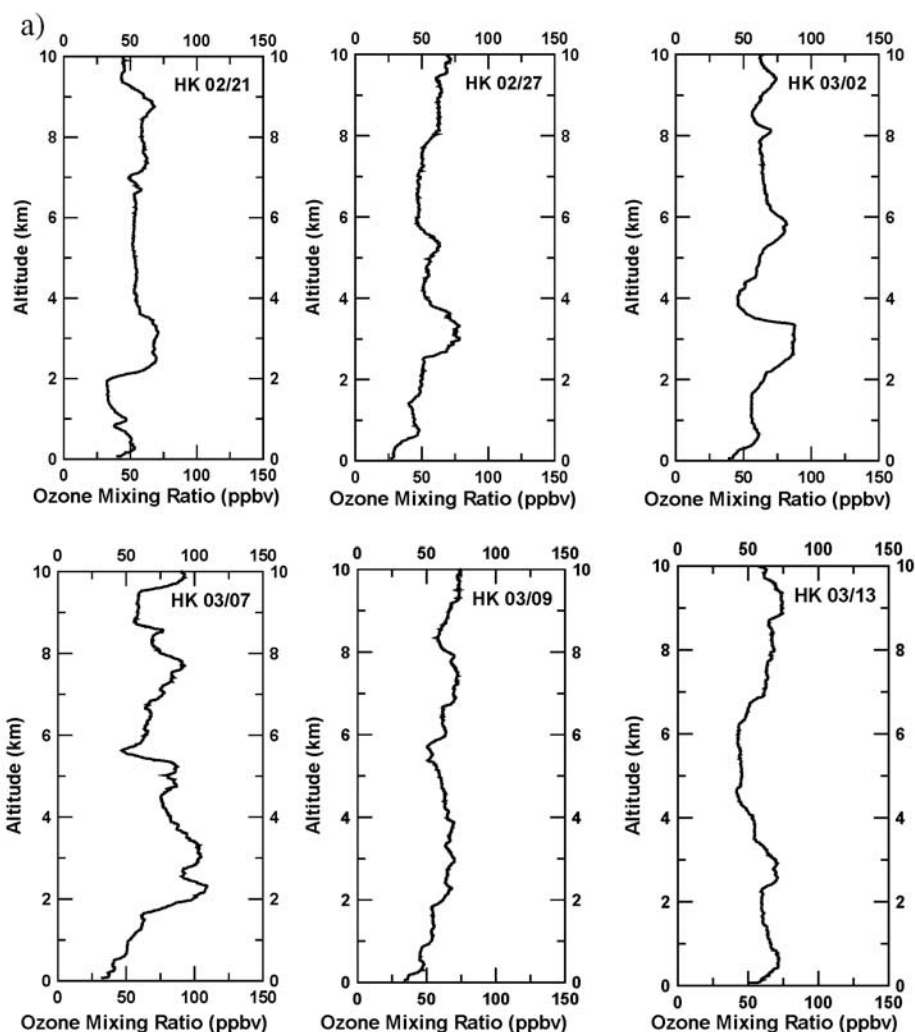 a)
0 50 100 150
0 50 100 150
0 50 100 150
10 HK 02/21 10
10 HK 02/27 10
10 HK 03/02 10
8 8
8 8
8 8
Altitude (km)
Altitude (km)
Altitude (km)
6 6
6 6
6 6
4 4
4 4
4 4
2 2
2 2
2 2
0 0
0 0
0 0
0 50 100 150
0 50 100 150
0 50 100 150
Ozone Mixing Ratio (ppbv)
Ozone Mixing Ratio (ppbv)
Ozone Mixing Ratio (ppbv)
0 50 100 150
0 50 100 150
0 50 100 150
10 HK 03/07 10
10 HK 03/09 10
10 HK 03/13 10
8 8
8 8
8 8
Altitude (km)
Altitude (km)
Altitude (km)
6 6
6 6
6 6
4 4
4 4
4 4
2 2
2 2
2 2
0 0
0 0
0 0
0 50 100 150
0 50 100 150
0 50 100 150
Ozone Mixing Ratio (ppbv)
Ozone Mixing Ratio (ppbv)
Ozone Mixing Ratio (ppbv)